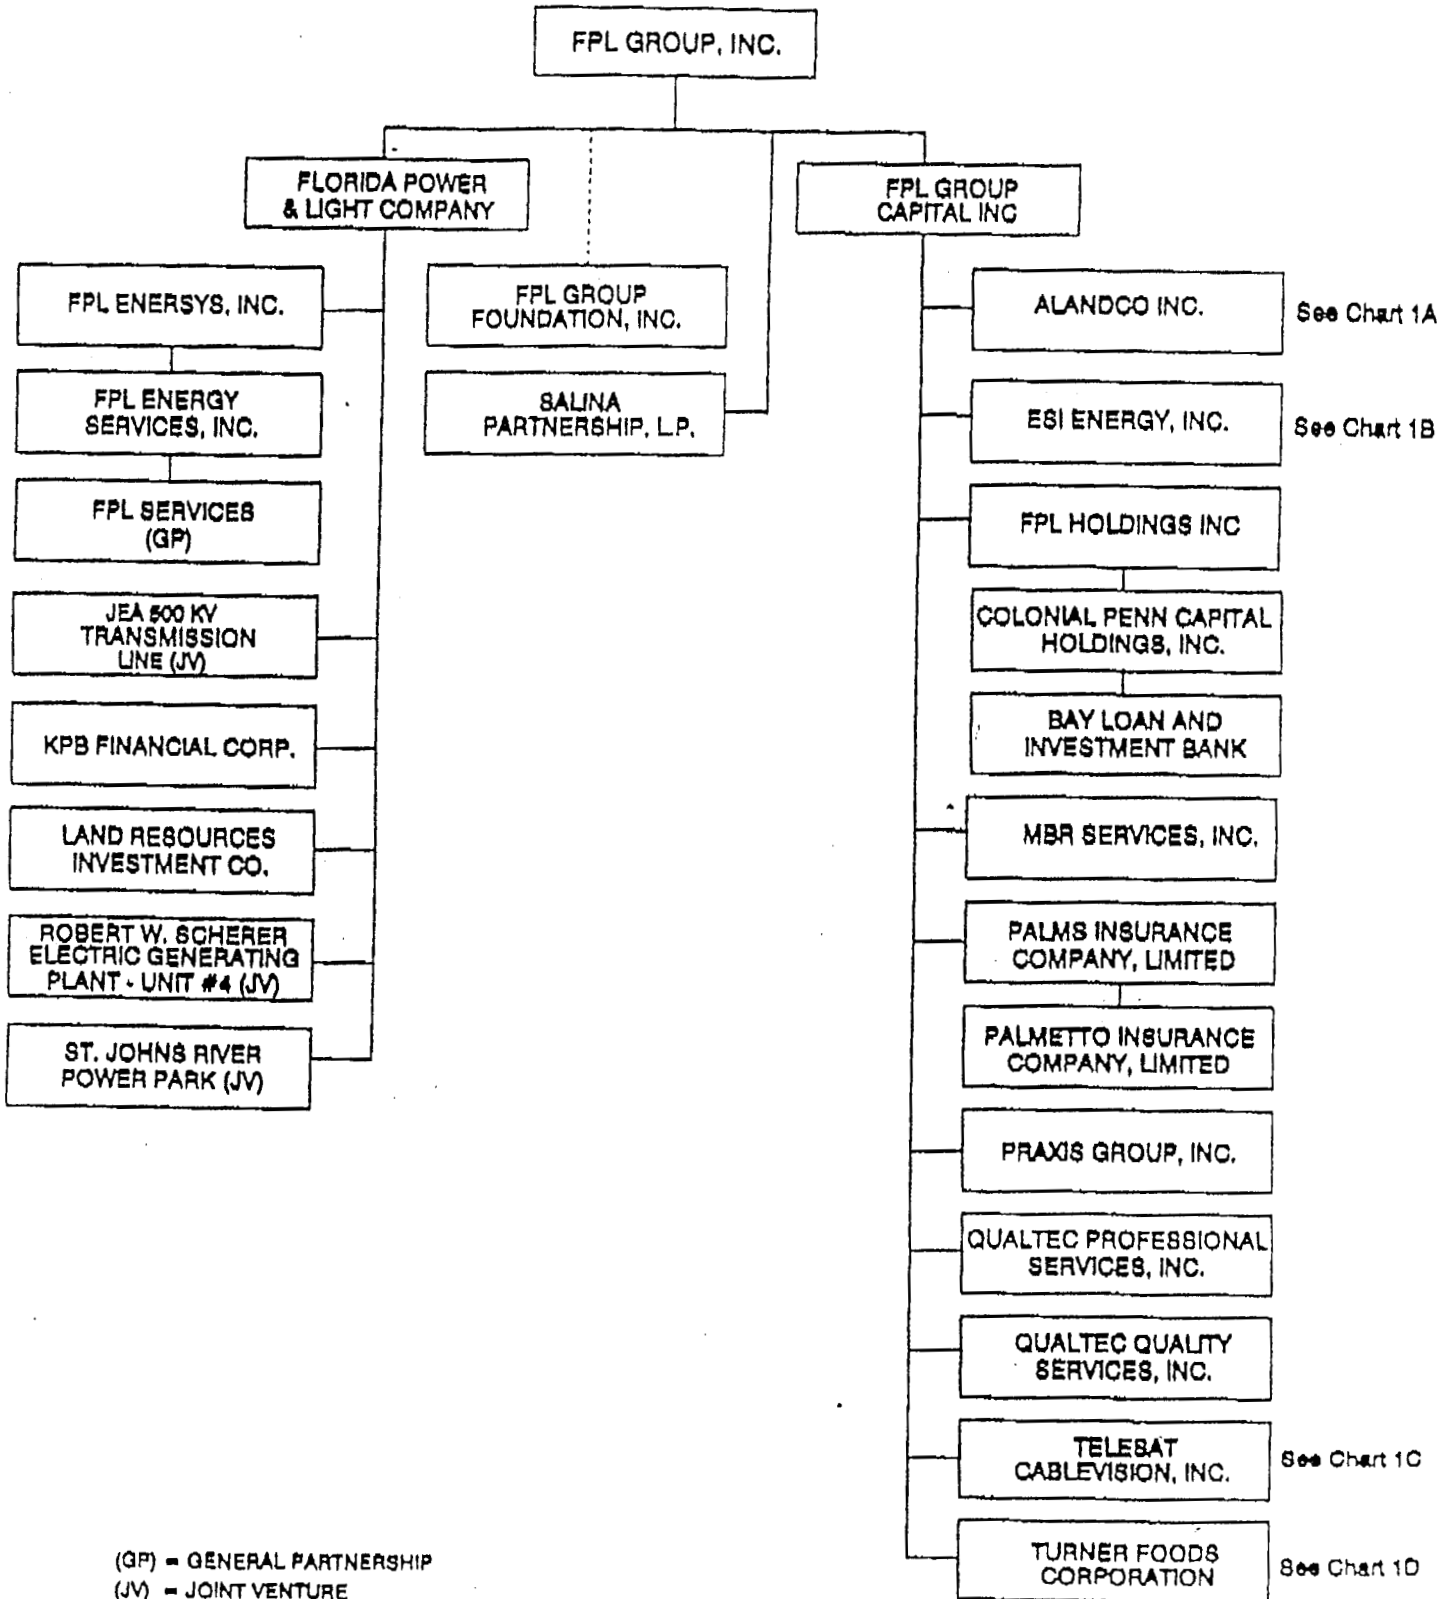 FPL GROUP, INC.
FLORIDA POWER
& LIGHT COMPANY
FPL GROUP
CAPITAL INC
FPL ENERSYS, INC.
FPL ENERGY
SERVICES, INC.
FPL SERVICES
(GP)
JEA 500 KV
TRANSMISSION
LINE (JV)
KPB FINANCIAL CORP.
LAND RESOURCES
INVESTMENT CO.
ROBERT W. SCHERER
ELECTRIC GENERATING
PLANT - UNIT #4 (JV)
ST. JOHNS RIVER
POWER PARK (JV)
FPL GROUP
FOUNDATION, INC.
SALINA
PARTNERSHIP, L.P.
ALANDCO INC.
See Chart 1A
ESI ENERGY, INC.
See Chart 1B
FPL HOLDINGS INC
COLONIAL PENN CAPITAL
HOLDINGS, INC.
BAY LOAN AND
INVESTMENT BANK
MBR SERVICES, INC.
PALMS INSURANCE
COMPANY, LIMITED
PALMETTO INSURANCE
COMPANY, LIMITED
PRAXIS GROUP, INC.
QUALTEC PROFESSIONAL
SERVICES, INC.
QUALTEC QUALITY
SERVICES, INC.
TELESAT
CABLEVISION, INC.
See Chart 1C
TURNER FOODS
CORPORATION
See Chart 1D
(GP) = GENERAL PARTNERSHIP
(JV) = JOINT VENTURE